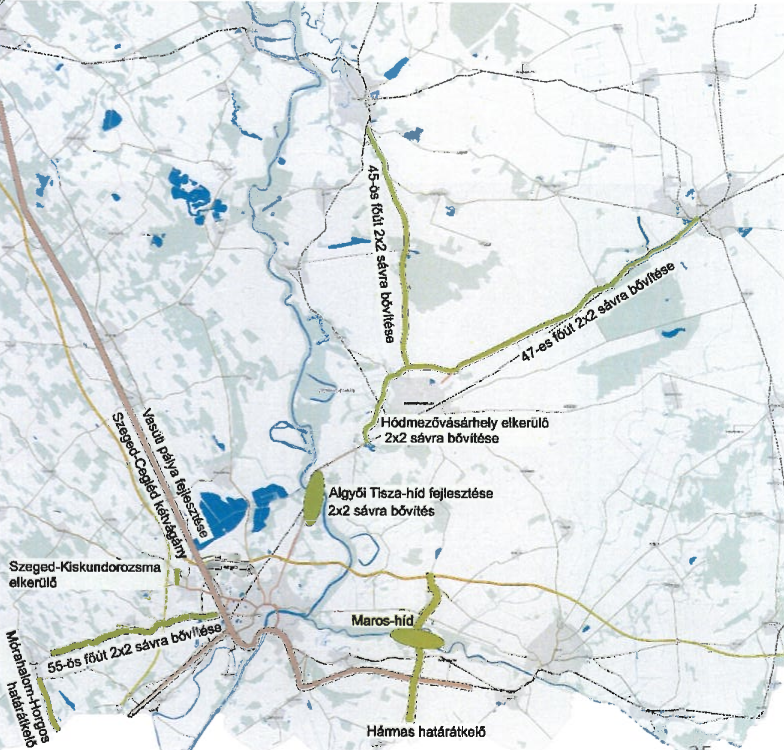 45-ös főút 2x2 sávra bővítése
47-es főút 2x2 sávra bővítése
Hódmezővásárhely elkerülő
2x2 sávra bővítése
Vasúti pálya fejlesztése
Szeged-Cegléd kétvágány
Algyői Tisza-híd fejlesztése
2x2 sávra bővítés
Szeged-Kiskundorozsma
elkerülő
Maros-híd
55-ös főút 2x2 sávra bővítése
Mórahalom-Horgos
határátkelő
Hármas határátkelő